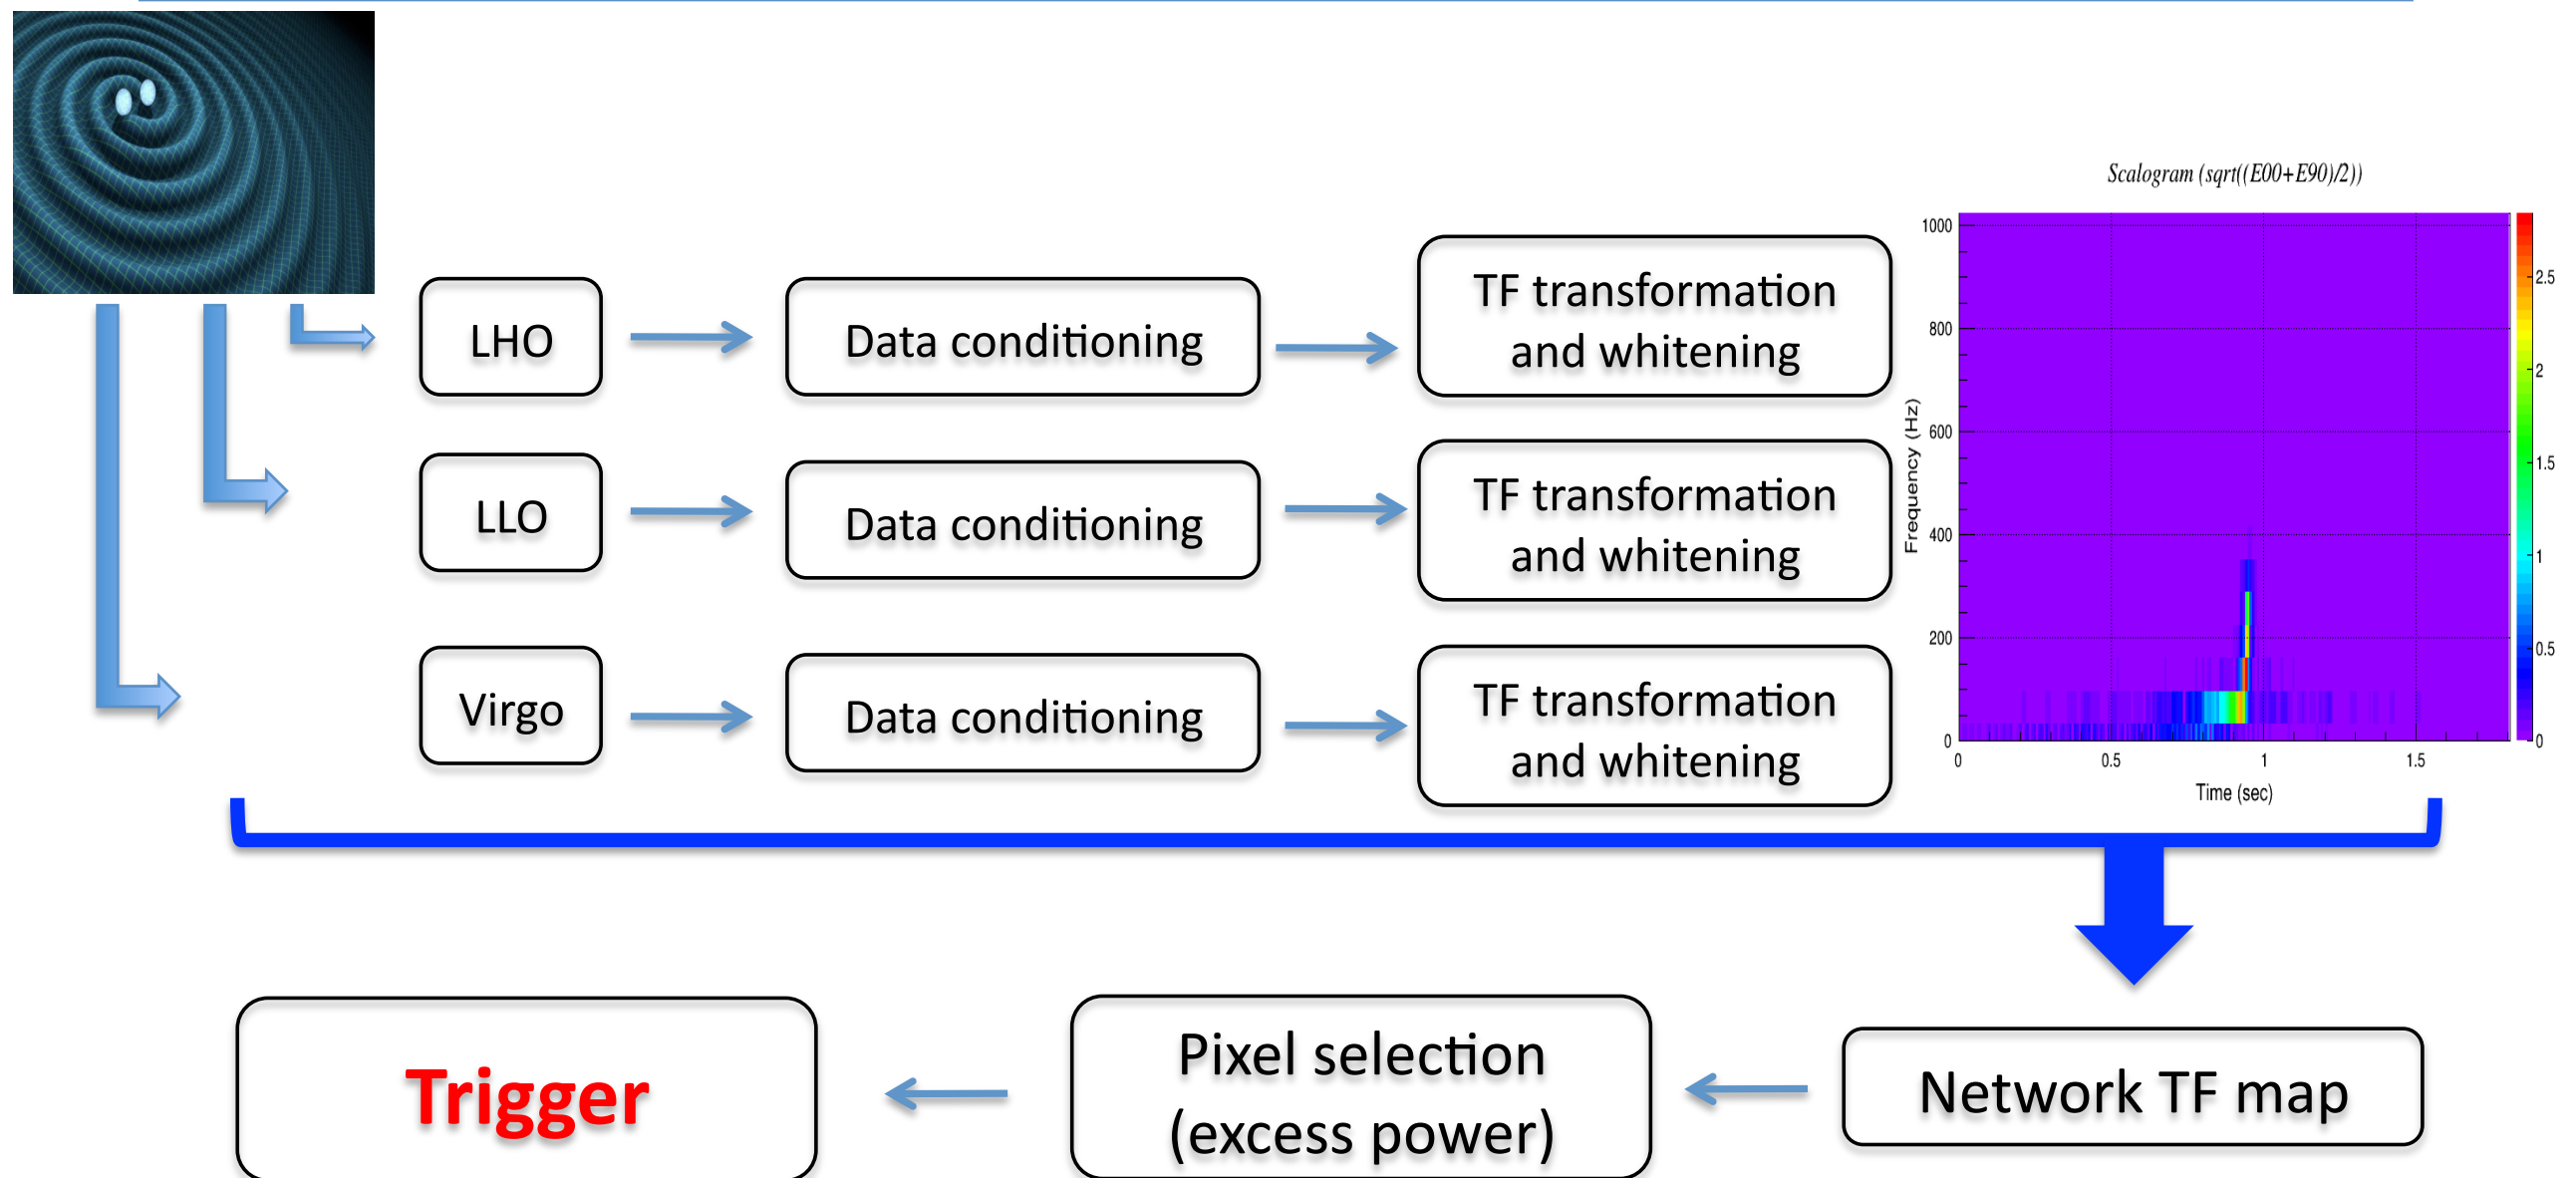 LHO
Data conditioning
TF transformation
and whitening
LLO
Data conditioning
TF transformation
and whitening
Virgo
Data conditioning
TF transformation
and whitening
Scalogram (sqrt((E00+E90)/2))
Frequency (Hz)
1000
800
600
400
200
0
0
0.5
1
1.5
Time (sec)
2.5
2
1.5
1
0.5
0
Network TF map
Pixel selection
(excess power)
Trigger